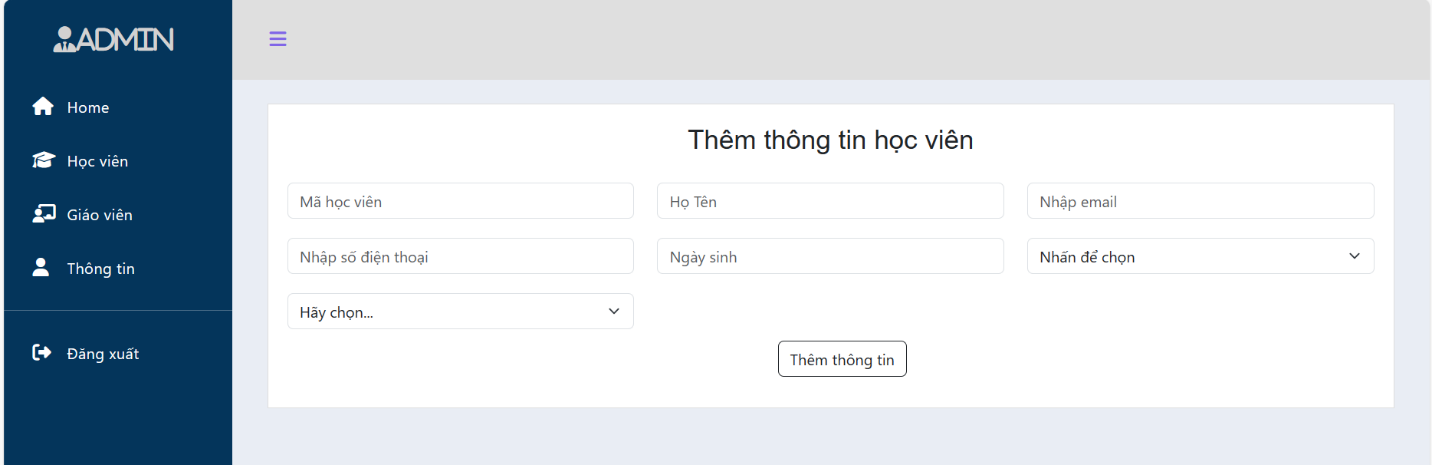 ADMIN
Home
Học viên
Giáo viên
Thông tin
Đăng xuất
Thêm thông tin học viên
Mã học viên
Họ Tên
Nhập email
Nhập số điện thoại
Ngày sinh
Nhấn để chọn
Hãy chọn...
Thêm thông tin